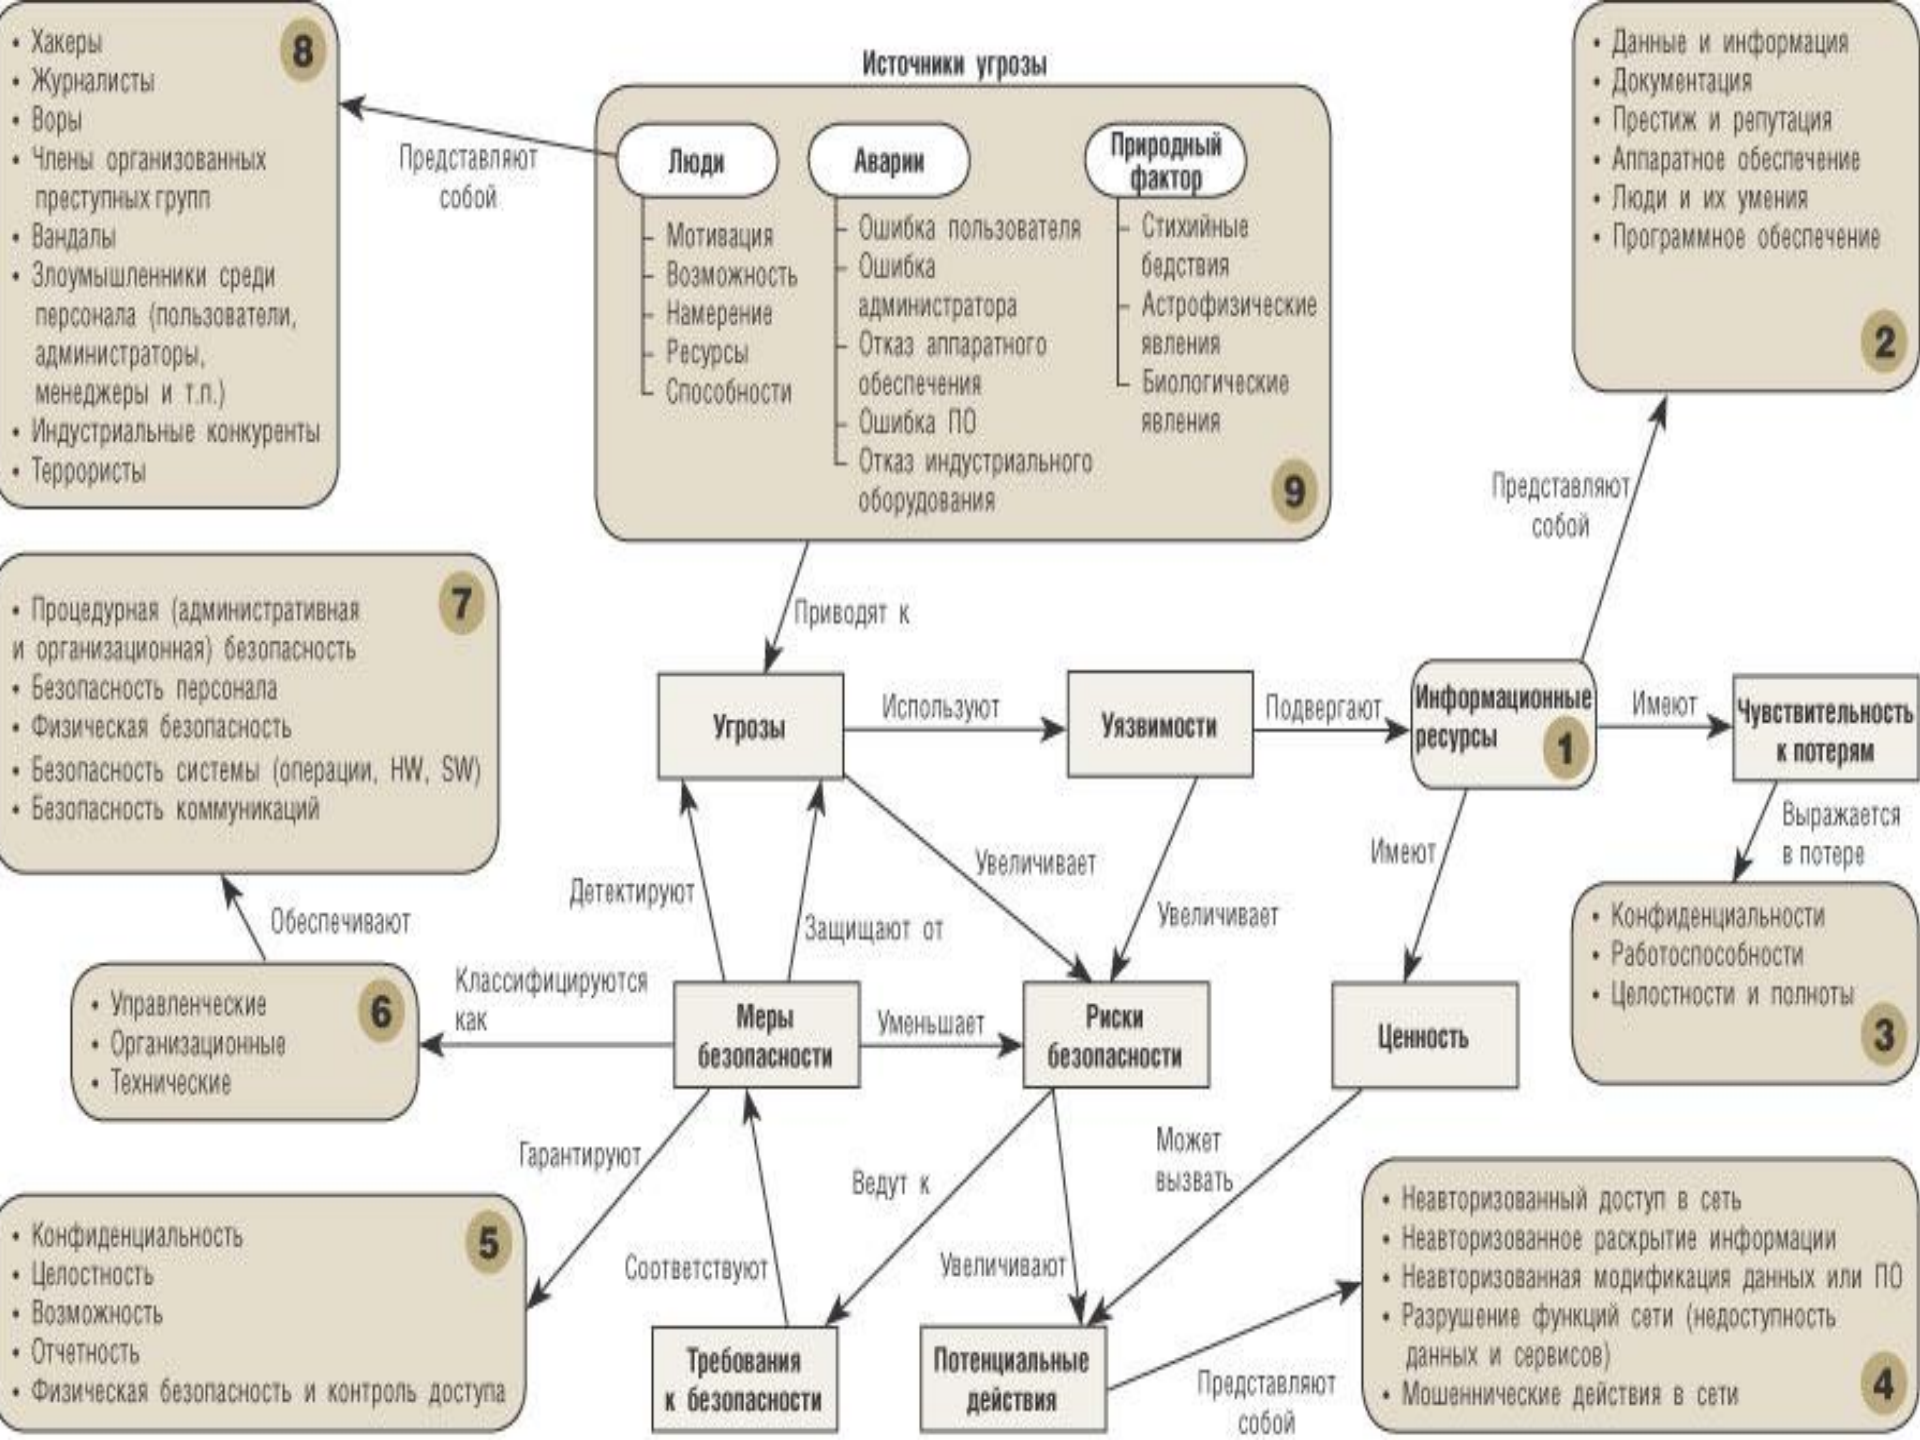 • Хакеры
• Журналисты
• Воры
• Члены организованных
преступных групп
• Вандалы
• Злоумышленники среди
персонала (пользователи,
администраторы,
менеджеры и т.п.)
• Индустриальные конкуренты
• Террористы
8
Представляют
собой
Источники угрозы
Люди
Мотивация
Возможность
Намерение
Ресурсы
Способности
Аварии
Ошибка пользователя
Ошибка
администратора
Отказ аппаратного
обеспечения
Ошибка ПО
Отказ индустриального
оборудования
Природный
фактор
Стихийные
бедствия
Астрофизические
явления
Биологические
явления
9
• Данные и информация
• Документация
• Престиж и репутация
• Аппаратное обеспечение
• Люди и их умения
• Программное обеспечение
2
Представляют
собой
• Процедурная (административная
и организационная) безопасность
• Безопасность персонала
• Физическая безопасность
• Безопасность системы (операции, HW, SW)
• Безопасность коммуникаций
7
Приводят к
Угрозы
Используют
Уязвимости
Подвергают
Информационные
ресурсы
1
Имеют
Чувствительность
к потерям
Выражается
в потере
Детектируют
Защищают от
Увеличивает
Увеличивает
Имеют
Обеспечивают
• Управленческие
• Организационные
• Технические
6
Классифицируются
как
Меры
безопасности
Уменьшает
Риски
безопасности
Ценность
• Конфиденциальности
• Работоспособности
• Целостности и полноты
3
Гарантируют
Ведут к
Может
вызвать
Соответствуют
Увеличивают
• Конфиденциальность
• Целостность
• Возможность
• Отчетность
• Физическая безопасность и контроль доступа
5
Требования
к безопасности
Потенциальные
действия
Представляют
собой
• Неавторизованный доступ в сеть
• Неавторизованное раскрытие информации
• Неавторизованная модификация данных или ПО
• Разрушение функций сети (недоступность
данных и сервисов)
• Мошеннические действия в сети
4